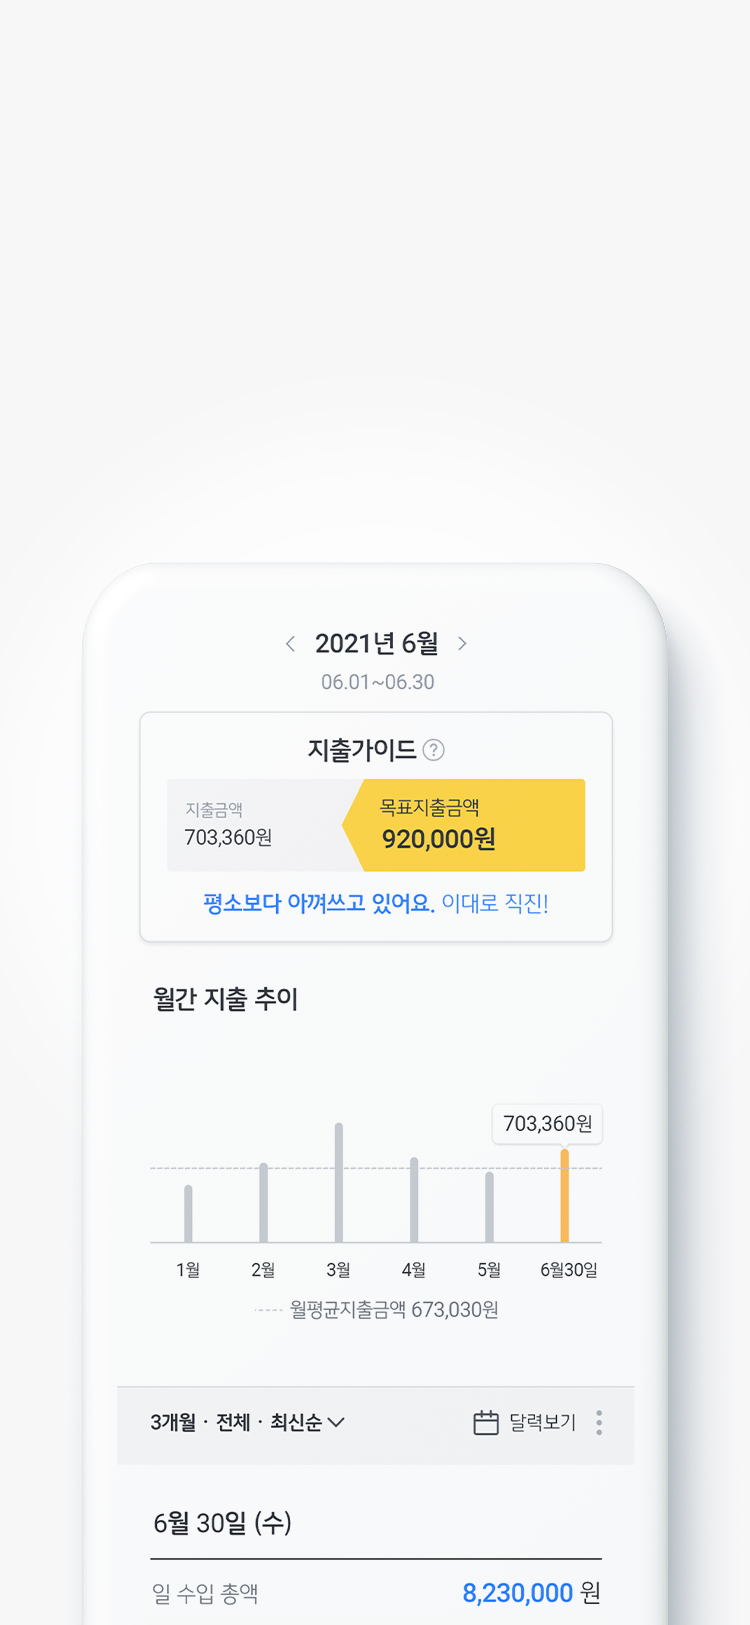 2021년 6월
06.01~06.30
지출가이드 ?
지출금액
703,360원
목표지출금액
920,000원
평소보다 아껴쓰고 있어요. 이대로 직진!
월간 지출 추이
703,360원
1월 2월 3월 4월 5월 6월30일
월평균지출금액 673,030원
3개월 · 전체 · 최신순 달력보기
6월 30일 (수)
일 수입 총액 8,230,000 원